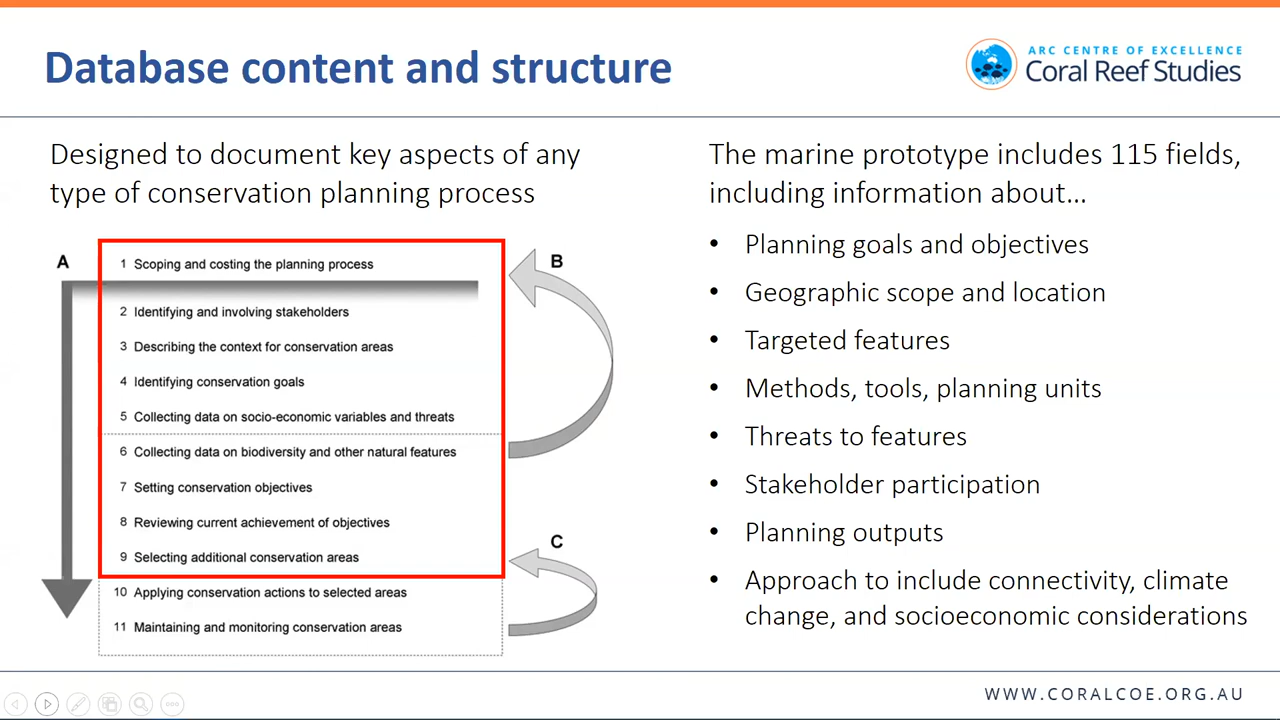 Database content and structure
ARC CENTRE OF EXCELLENCE
Coral Reef Studies
Designed to document key aspects of any
type of conservation planning process
A
1 Scoping and costing the planning process
2 Identifying and involving stakeholders
3 Describing the context for conservation areas
4 Identifying conservation goals
5 Collecting data on socio-economic variables and threats
6 Collecting data on biodiversity and other natural features
7 Setting conservation objectives
8 Reviewing current achievement of objectives
9 Selecting additional conservation areas
10 Applying conservation actions to selected areas
11 Maintaining and monitoring conservation areas
B
C
The marine prototype includes 115 fields,
including information about...
• Planning goals and objectives
• Geographic scope and location
• Targeted features
• Methods, tools, planning units
• Threats to features
• Stakeholder participation
• Planning outputs
• Approach to include connectivity, climate
change, and socioeconomic considerations
WWW.CORALCOE.ORG.AU